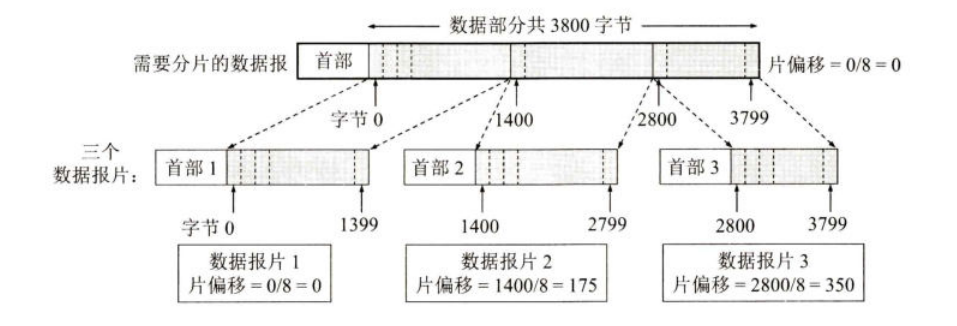 数据部分共 3800 字节
需要分片的数据报
首部
片偏移 = 0/8 = 0
字节 0
1400
2800
3799
三个
数据报片：
首部 1
首部 2
首部 3
字节 0
1399
1400
2799
2800
3799
数据报片 1
片偏移 = 0/8 = 0
数据报片 2
片偏移 = 1400/8 = 175
数据报片 3
片偏移 = 2800/8 = 350